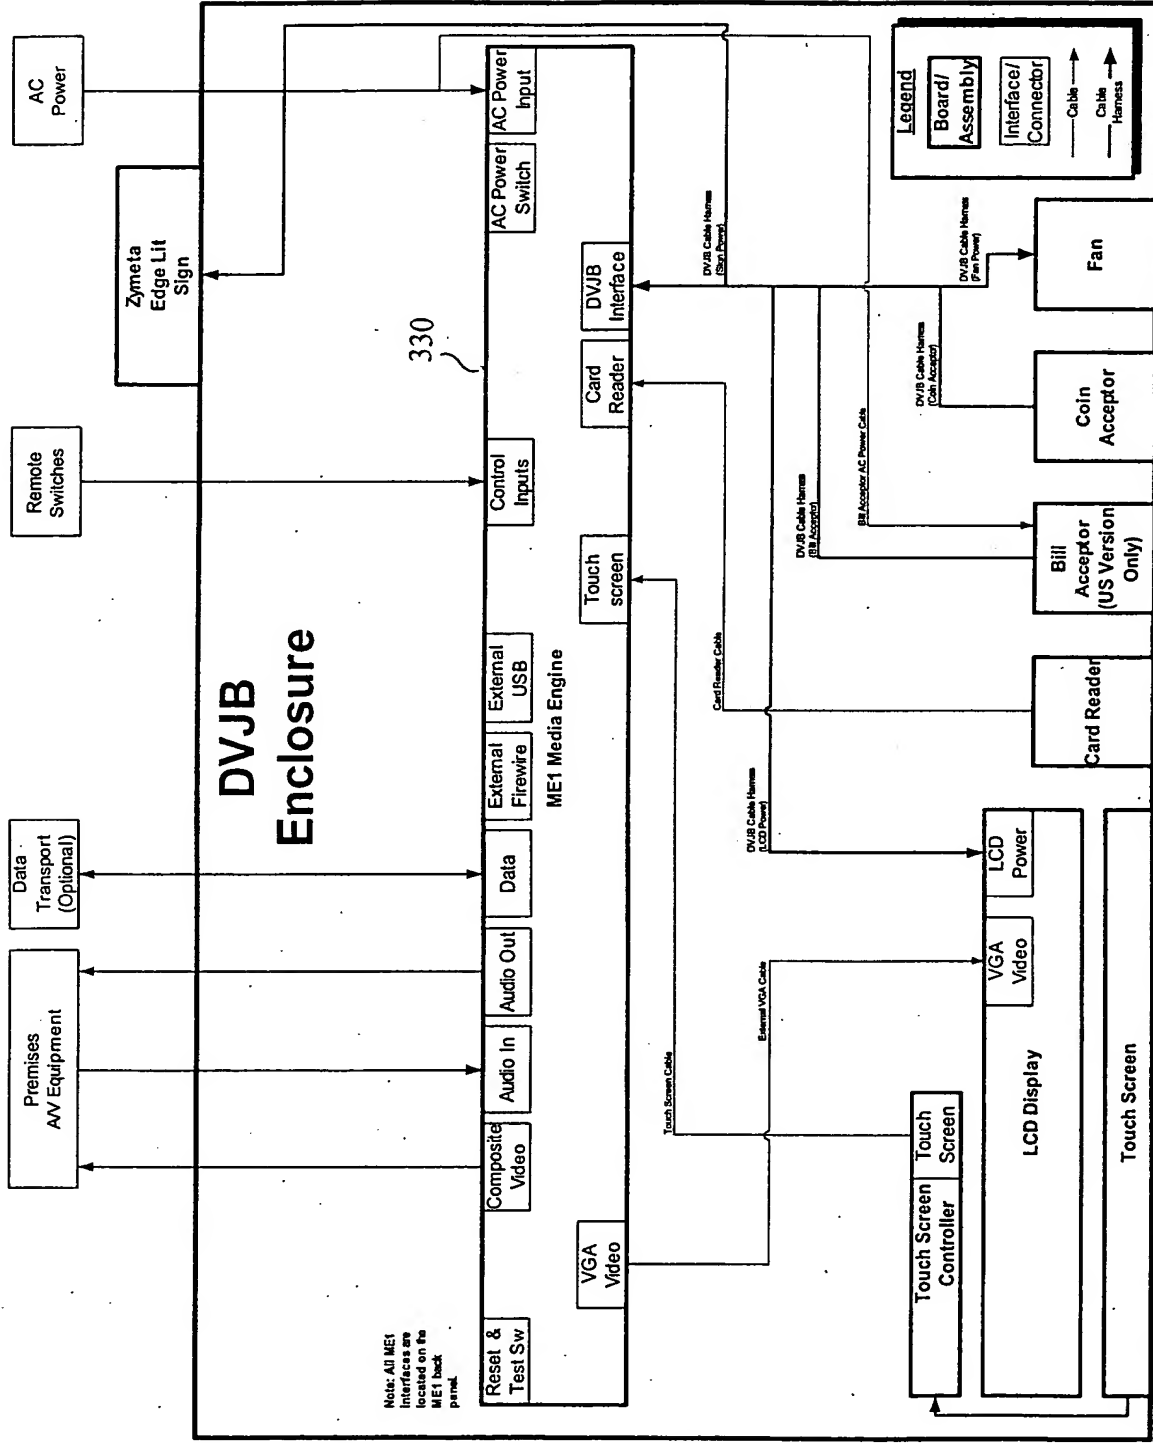 Premises
A/V Equipment
Data
Transport
(Optional)
Remote
Switches
Zymeta
Edge Lit
Sign
AC
Power
DVJB
Enclosure
330
Note: All ME1
interfaces are
located on the
ME1 back
panel.
Reset &
Test Sw
Composite
Video
Audio In
Audio Out
Data
External
Firewire
External
USB
Control
Inputs
AC Power
Switch
AC Power
Input
ME1 Media Engine
VGA
Video
Touch
screen
Card
Reader
DVJB
Interface
Touch Screen Cable
External VGA Cable
Card Reader Cable
DVJB Cable Harness
(LCD Power)
DVJB Cable Harness
(Bill Acceptor)
Bill Acceptor AC Power Cable
DVJB Cable Harness
(Coin Acceptor)
DVJB Cable Harness
(Fan Power)
DVJB Cable Harness
(Sign Power)
Touch Screen
Controller
Touch
Screen
VGA
Video
LCD
Power
LCD Display
Touch Screen
Card Reader
Bill
Acceptor
(US Version
Only)
Coin
Acceptor
Fan
Legend
Board/
Assembly
Interface/
Connector
Cable
Cable
Harness